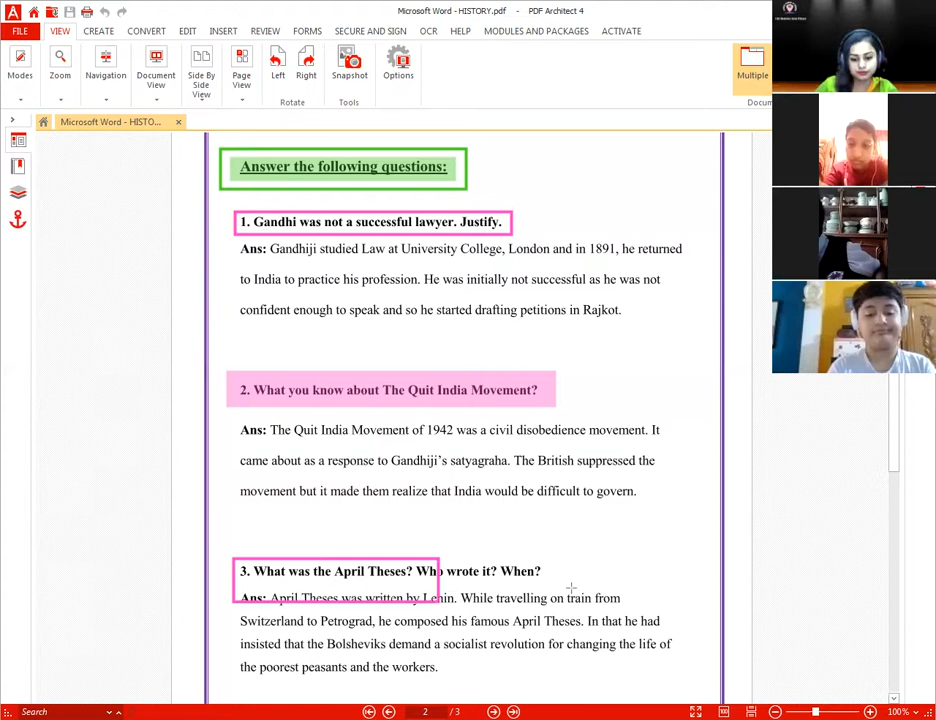 Microsoft Word - HISTORY.pdf - PDF Architect 4
FILE VIEW CREATE CONVERT EDIT INSERT REVIEW FORMS SECURE AND SIGN OCR HELP MODULES AND PACKAGES ACTIVATE
Modes Zoom Navigation Document View Side By Side View Page View Left Right Snapshot Options Multiple
Rotate Tools Docum
Microsoft Word - HISTO...
Answer the following questions:
1. Gandhi was not a successful lawyer. Justify.
Ans: Gandhiji studied Law at University College, London and in 1891, he returned
to India to practice his profession. He was initially not successful as he was not
confident enough to speak and so he started drafting petitions in Rajkot.
2. What you know about The Quit India Movement?
Ans: The Quit India Movement of 1942 was a civil disobedience movement. It
came about as a response to Gandhiji's satyagraha. The British suppressed the
movement but it made them realize that India would be difficult to govern.
3. What was the April Theses? Who wrote it? When?
Ans: April Theses was written by Lenin. While travelling on train from
Switzerland to Petrograd, he composed his famous April Theses. In that he had
insisted that the Bolsheviks demand a socialist revolution for changing the life of
the poorest peasants and the workers.
Search 2 / 3 100%